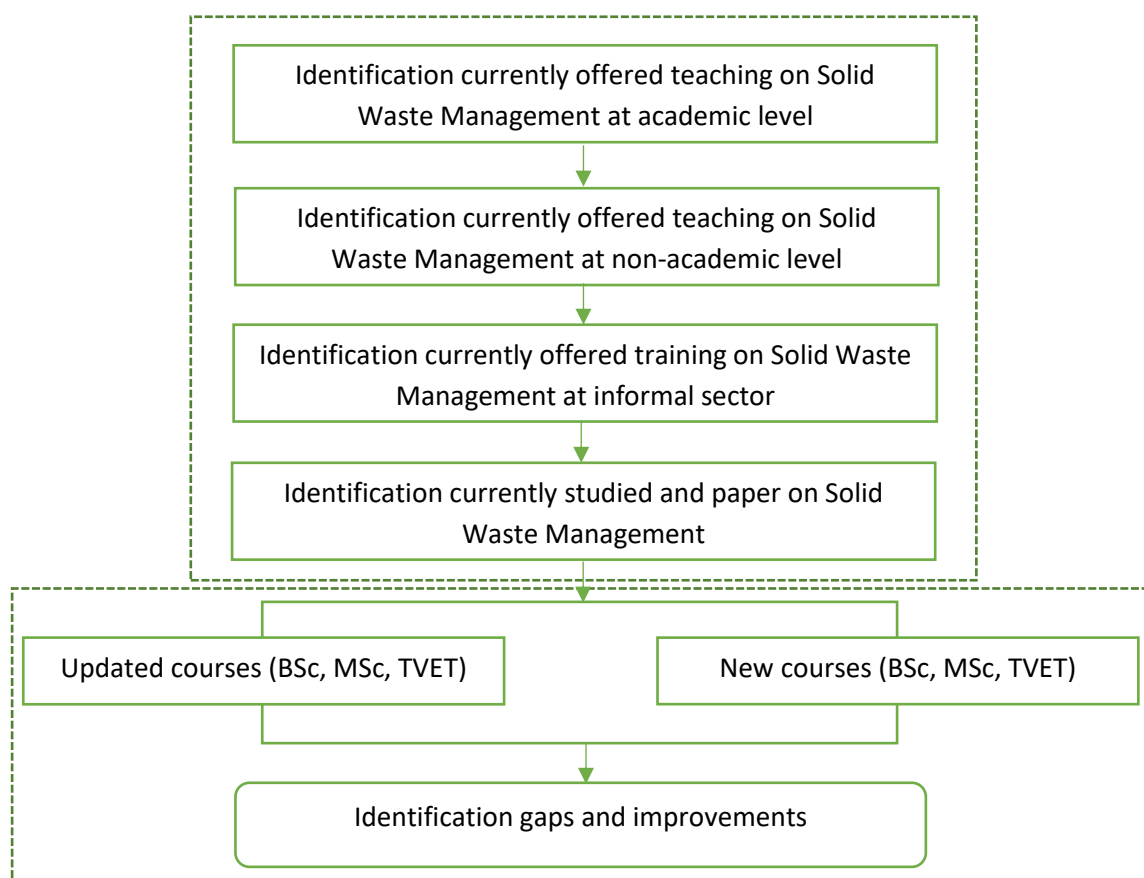 Identification currently offered teaching on Solid
Waste Management at academic level
Identification currently offered teaching on Solid
Waste Management at non-academic level
Identification currently offered training on Solid Waste
Management at informal sector
Identification currently studied and paper on Solid
Waste Management
Updated courses (BSc, MSc, TVET)
New courses (BSc, MSc, TVET)
Identification gaps and improvements